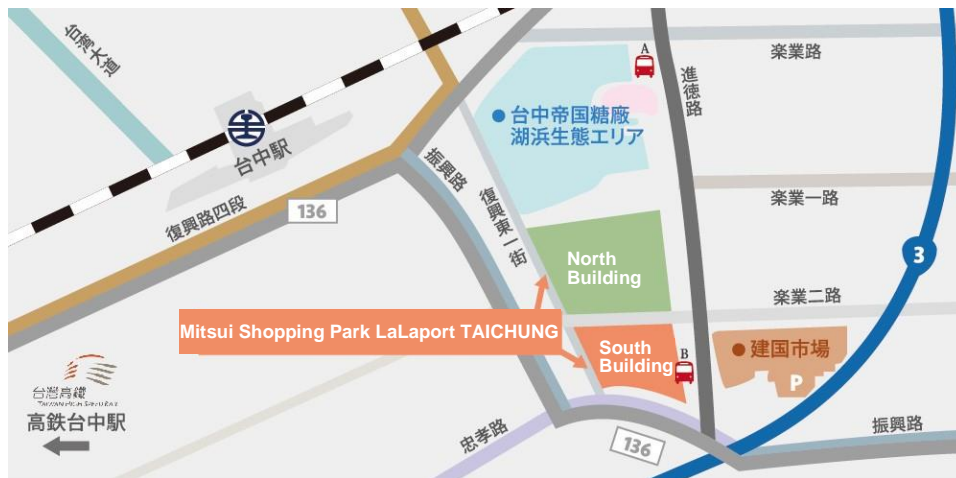 台湾大道
台中駅
復興路四段
136
振興路
復興東一街
台中帝国糖廠
湖浜生態エリア
A
進徳路
楽業路
楽業一路
3
North
Building
楽業二路
Mitsui Shopping Park LaLaport TAICHUNG
South
Building
B
建国市場
P
台灣高鐵
TAIWAN HIGH SPEED RAIL
高鉄台中駅
忠孝路
136
振興路